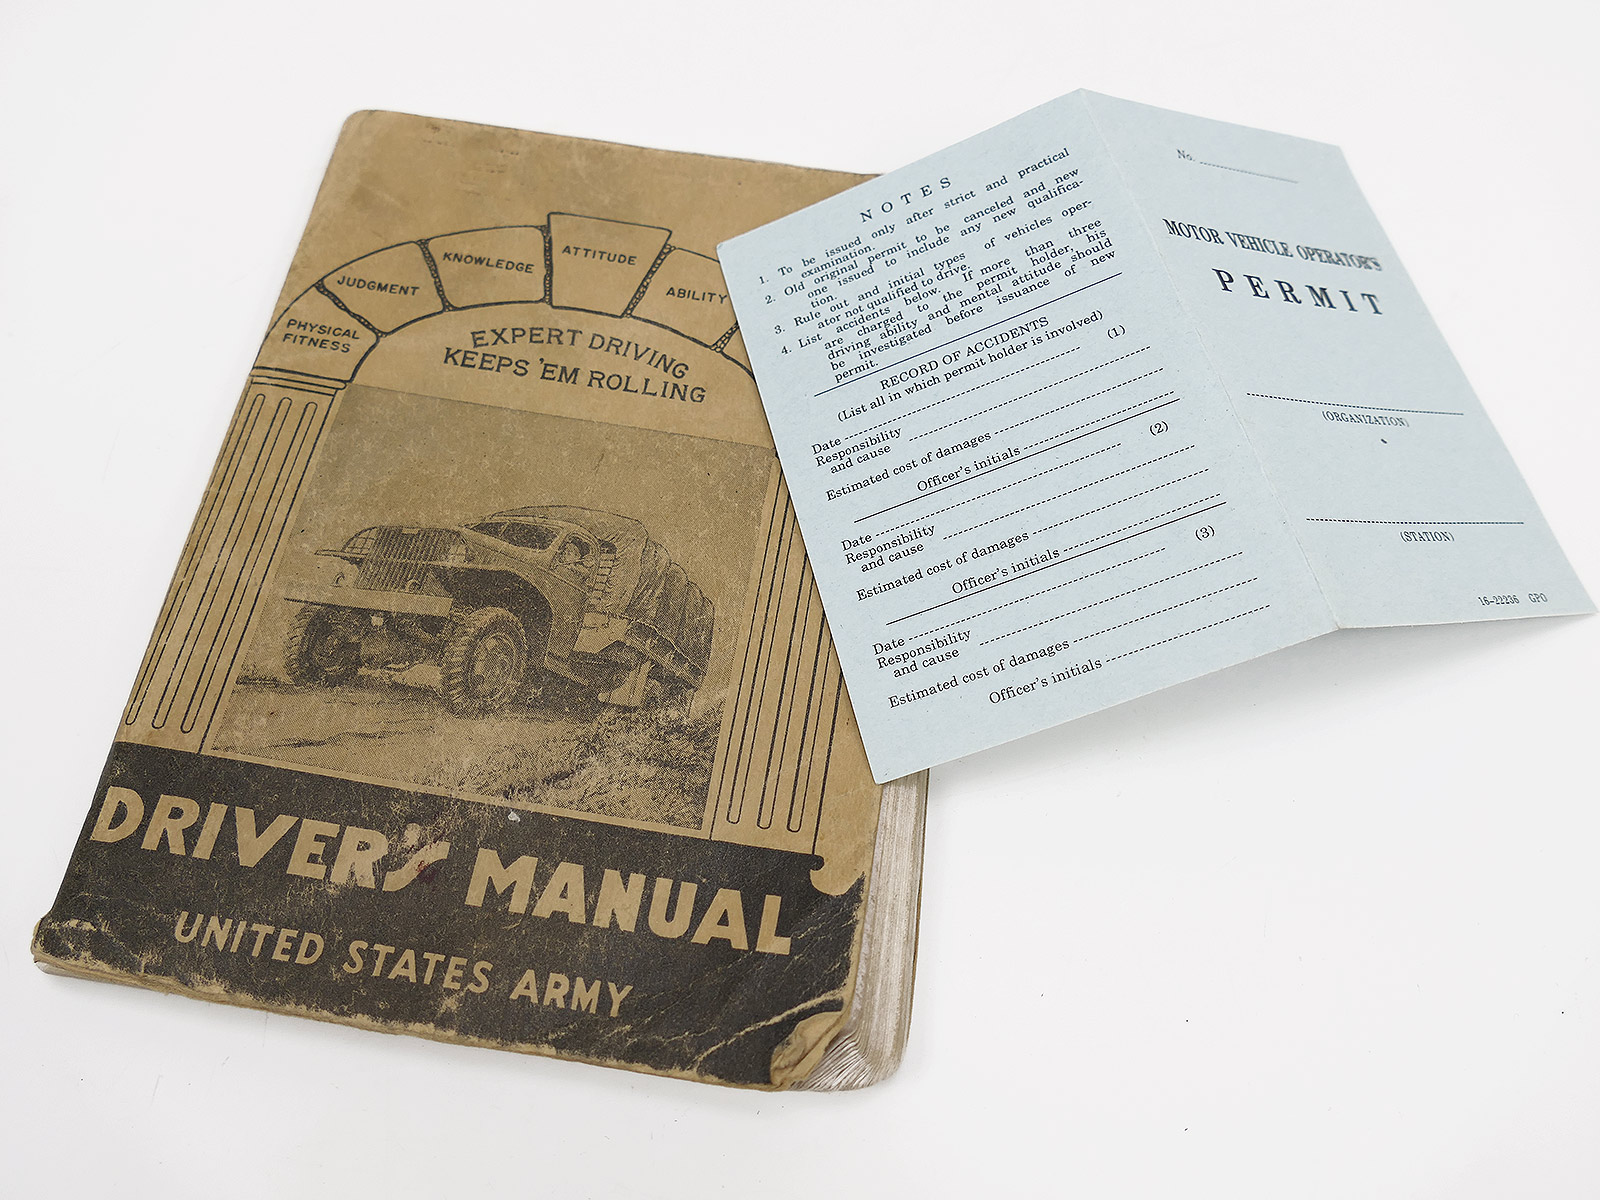 PHYSICAL
FITNESS
JUDGMENT
KNOWLEDGE
ATTITUDE
ABILITY
EXPERT DRIVING
KEEPS 'EM ROLLING
DRIVER'S MANUAL
UNITED STATES ARMY
NOTES
1. To be issued only after strict and practical
examination.
2. Old original permit to be canceled and new
one issued to include any new qualifica-
tion.
3. Rule out and initial types of vehicles oper-
ator not qualified to drive.
4. List accidents below. If more than three
are charged to the permit holder, his
driving ability and mental attitude should
be investigated before issuance of new
permit.
RECORD OF ACCIDENTS
(List all in which permit holder is involved)
(1)
Date
Responsibility
and cause
Estimated cost of damages
Officer's initials
(2)
Date
Responsibility
and cause
Estimated cost of damages
Officer's initials
(3)
Date
Responsibility
and cause
Estimated cost of damages
Officer's initials
No.
MOTOR VEHICLE OPERATOR'S
PERMIT
(ORGANIZATION)
(STATION)
16-22236 GPO